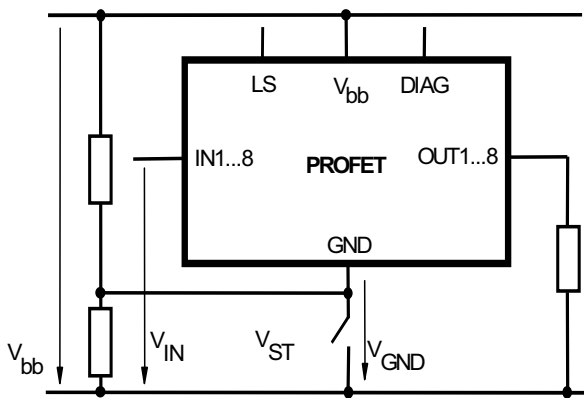 LS
Vbb
DIAG
IN1...8
PROFET
OUT1...8
GND
Vbb
VIN
VST
VGND